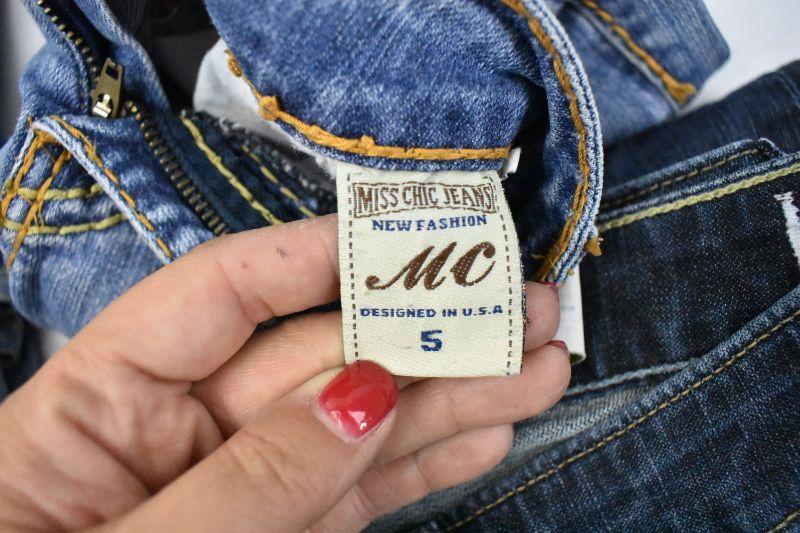 MISS CHIC JEANS
NEW FASHION
MC
DESIGNED IN U.S.A
5